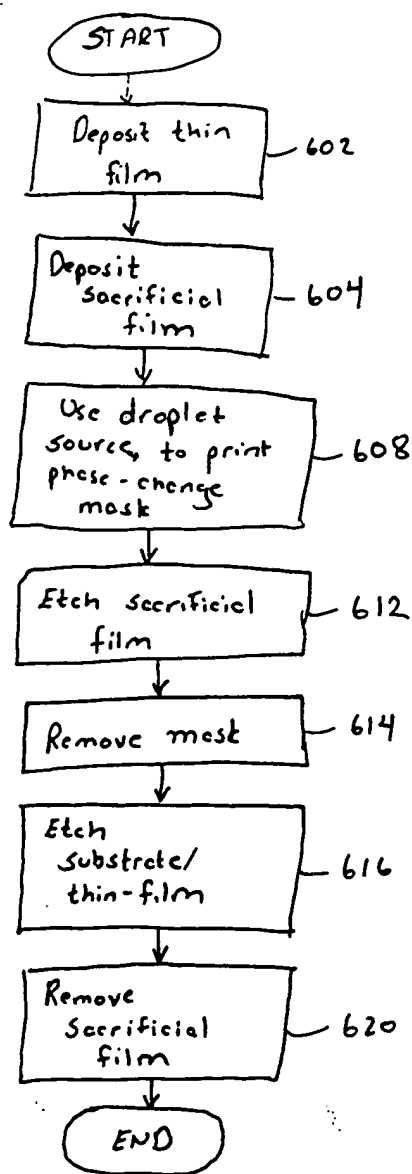 START
Deposit thin
film
602
Deposit
sacrificial
film
604
Use droplet
source, to print
phase-change
mask
608
Etch sacrificial
film
612
Remove mask
614
Etch
substrate/
thin-film
616
Remove
sacrificial
film
620
END